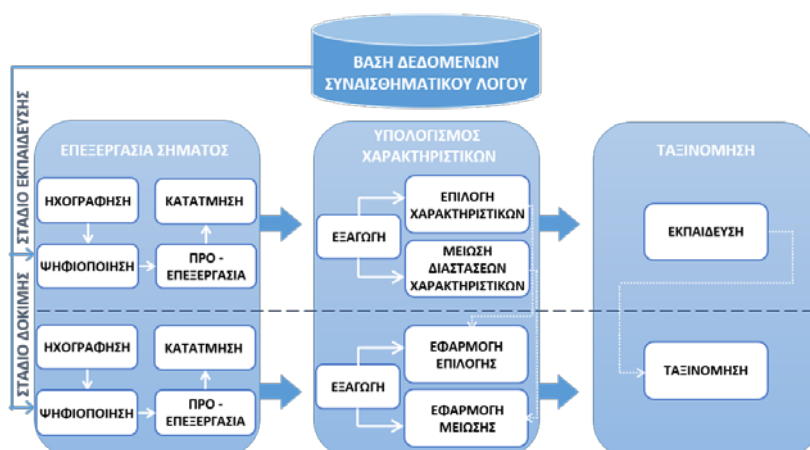 ΒΑΣΗ ΔΕΔΟΜΕΝΩΝ
ΣΥΝΑΙΣΘΗΜΑΤΙΚΟΥ ΛΟΓΟΥ
ΣΤΑΔΙΟ ΕΚΠΑΙΔΕΥΣΗΣ
ΕΠΕΞΕΡΓΑΣΙΑ ΣΗΜΑΤΟΣ
ΗΧΟΓΡΑΦΗΣΗ
ΚΑΤΑΤΜΗΣΗ
ΨΗΦΙΟΠΟΙΗΣΗ
ΠΡΟ -
ΕΠΕΞΕΡΓΑΣΙΑ
ΥΠΟΛΟΓΙΣΜΟΣ
ΧΑΡΑΚΤΗΡΙΣΤΙΚΩΝ
ΕΞΑΓΩΓΗ
ΕΠΙΛΟΓΗ
ΧΑΡΑΚΤΗΡΙΣΤΙΚΩΝ
ΜΕΙΩΣΗ
ΔΙΑΣΤΑΣΕΩΝ
ΧΑΡΑΚΤΗΡΙΣΤΙΚΩΝ
ΤΑΞΙΝΟΜΗΣΗ
ΕΚΠΑΙΔΕΥΣΗ
ΣΤΑΔΙΟ ΔΟΚΙΜΗΣ
ΗΧΟΓΡΑΦΗΣΗ
ΚΑΤΑΤΜΗΣΗ
ΨΗΦΙΟΠΟΙΗΣΗ
ΠΡΟ -
ΕΠΕΞΕΡΓΑΣΙΑ
ΕΞΑΓΩΓΗ
ΕΦΑΡΜΟΓΗ
ΕΠΙΛΟΓΗΣ
ΕΦΑΡΜΟΓΗ
ΜΕΙΩΣΗΣ
ΤΑΞΙΝΟΜΗΣΗ